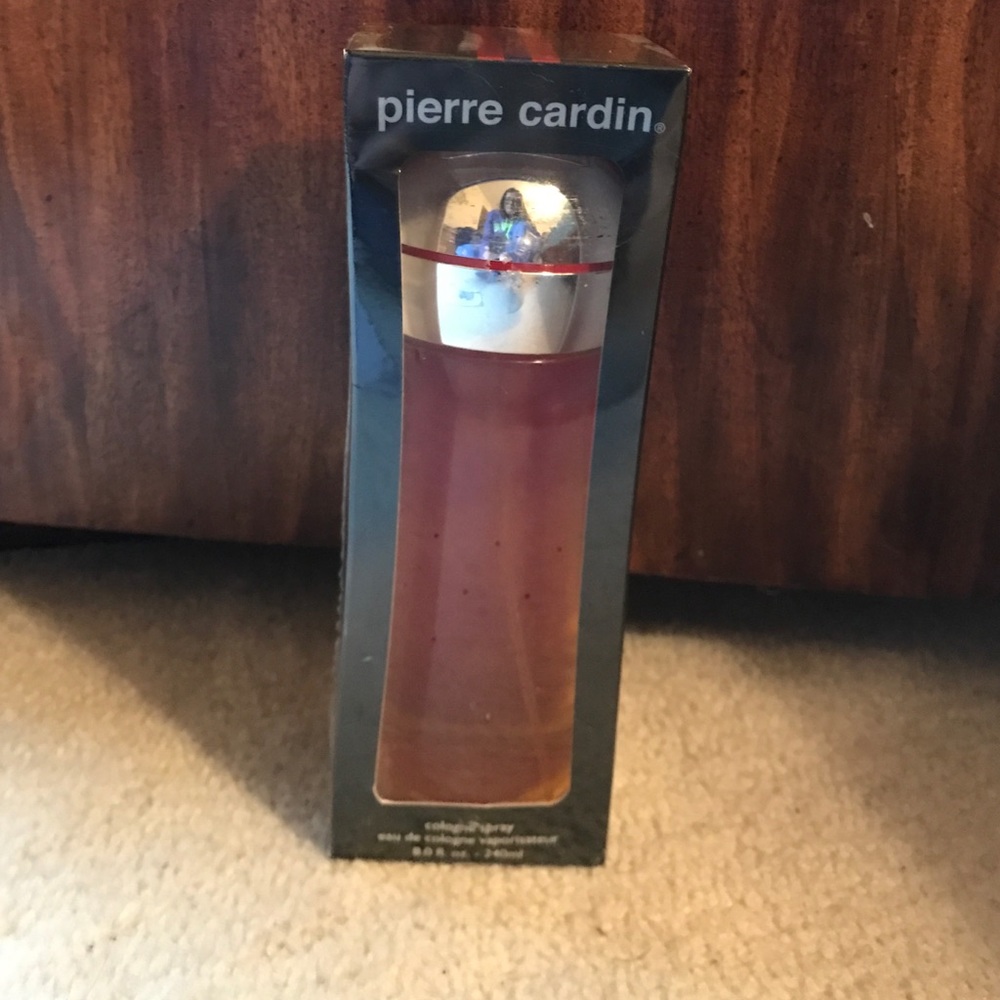 pierre cardin®
cologne spray
eau de cologne vaporisateur
8.0 fl. oz. - 240ml